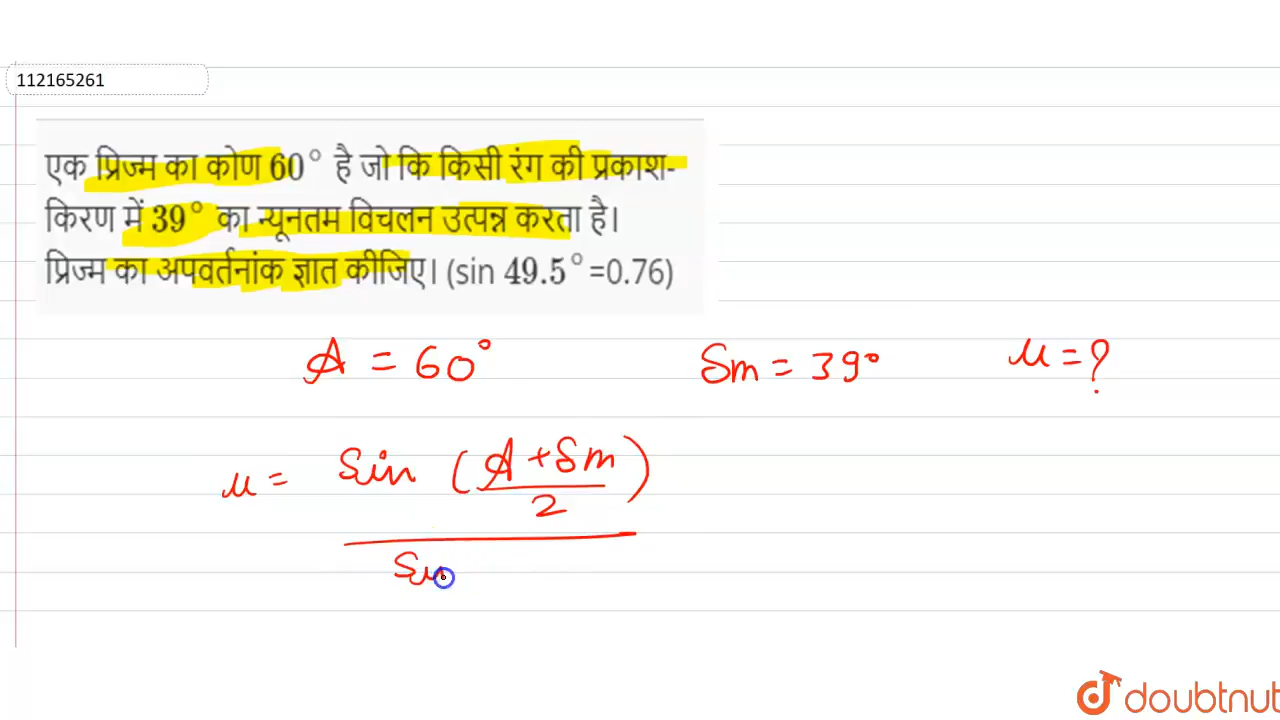 112165261
एक प्रिज्म का कोण 60° है जो कि किसी रंग की प्रकाश-
किरण में 39° का न्यूनतम विचलन उत्पन्न करता है।
प्रिज्म का अपवर्तनांक ज्ञात कीजिए। (sin 49.5°=0.76)
A = 60° δm = 39° μ = ?
μ = sin (A + δm / 2)
sin
doubtnut